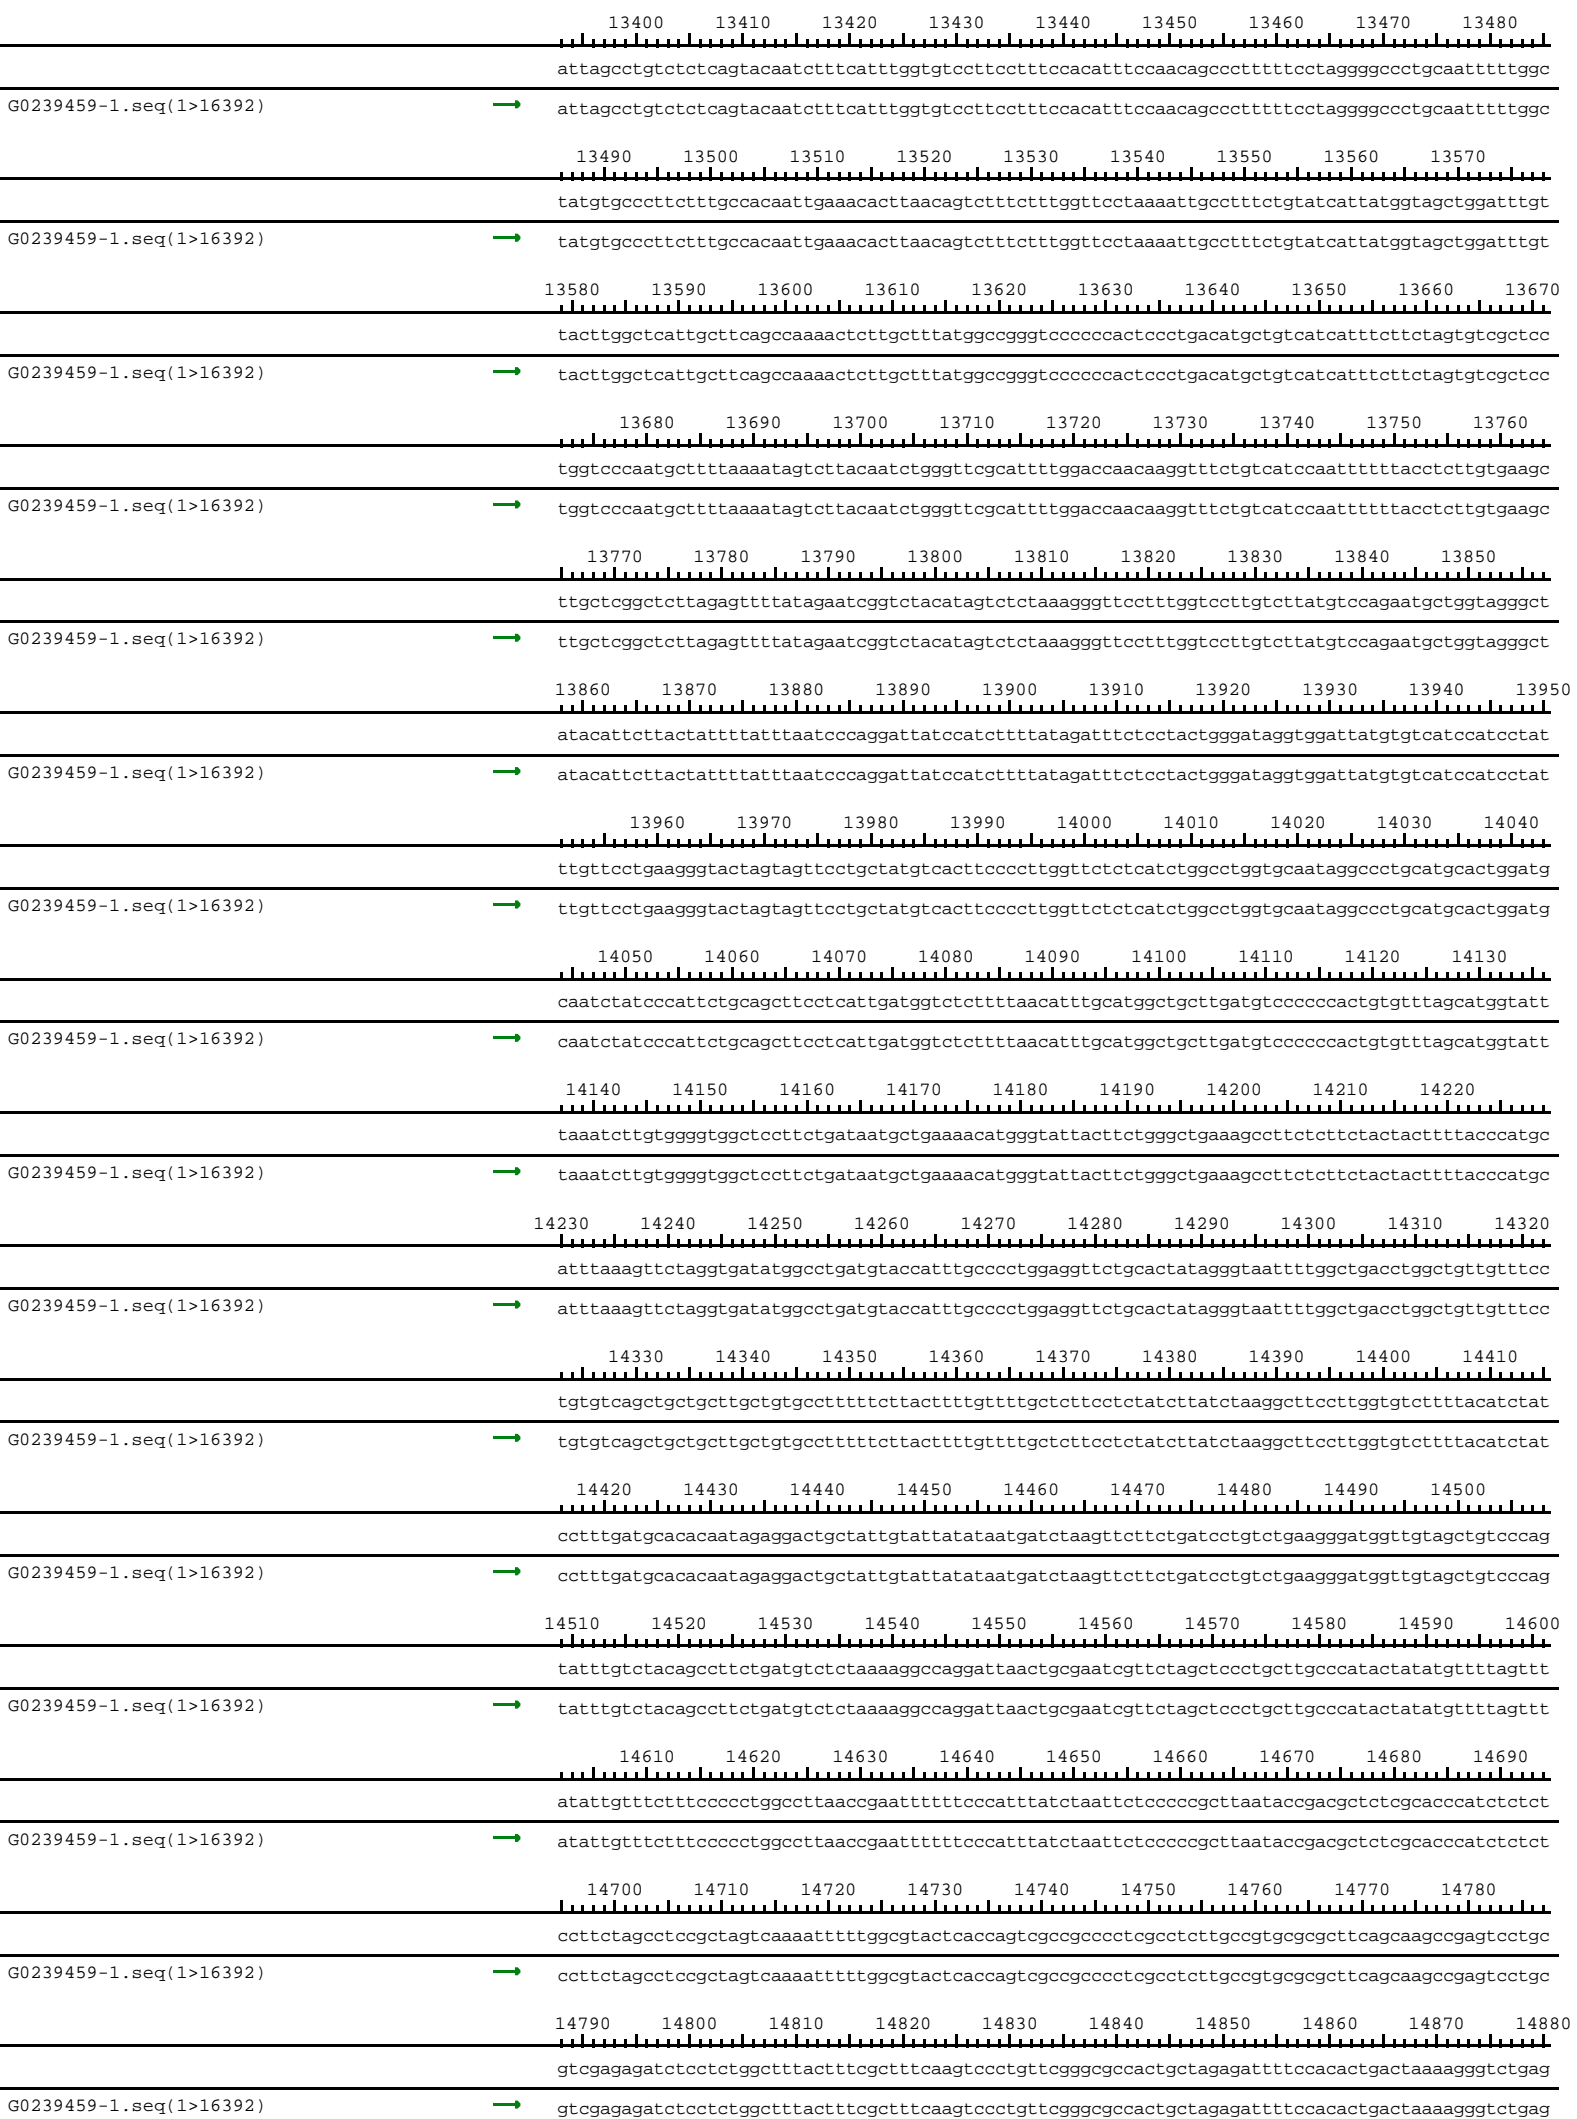 13400 13410 13420 13430 13440 13450 13460 13470 13480
attagcctgtctctcagtacaatctttcatttggtgtccttcctttccacatttccaacagccctttttcctaggggccctgcaatttttggc
G0239459-1.seq(1>16392) attagcctgtctctcagtacaatctttcatttggtgtccttcctttccacatttccaacagccctttttcctaggggccctgcaatttttggc
13490 13500 13510 13520 13530 13540 13550 13560 13570
tatgtgcccttctttgccacaattgaaacacttaacagtctttctttggttcctaaaattgcctttctgtatcattatggtagctggatttgt
G0239459-1.seq(1>16392) tatgtgcccttctttgccacaattgaaacacttaacagtctttctttggttcctaaaattgcctttctgtatcattatggtagctggatttgt
13580 13590 13600 13610 13620 13630 13640 13650 13660 13670
tacttggctcattgcttcagccaaaactcttgctttatggccgggtccccccactccctgacatgctgtcatcatttcttctagtgtcgctcc
G0239459-1.seq(1>16392) tacttggctcattgcttcagccaaaactcttgctttatggccgggtccccccactccctgacatgctgtcatcatttcttctagtgtcgctcc
13680 13690 13700 13710 13720 13730 13740 13750 13760
tggtcccaatgcttttaaaatagtcttacaatctgggttcgcattttggaccaacaaggtttctgtcatccaattttttacctcttgtgaagc
G0239459-1.seq(1>16392) tggtcccaatgcttttaaaatagtcttacaatctgggttcgcattttggaccaacaaggtttctgtcatccaattttttacctcttgtgaagc
13770 13780 13790 13800 13810 13820 13830 13840 13850
ttgctcggctcttagagttttatagaatcggtctacatagtctctaaagggttcctttggtccttgtcttatgtccagaatgctggtagggct
G0239459-1.seq(1>16392) ttgctcggctcttagagttttatagaatcggtctacatagtctctaaagggttcctttggtccttgtcttatgtccagaatgctggtagggct
13860 13870 13880 13890 13900 13910 13920 13930 13940 13950
atacattcttactattttatttaatcccaggattatccatcttttatagatttctcctactgggataggtggattatgtgtcatccatcctat
G0239459-1.seq(1>16392) atacattcttactattttatttaatcccaggattatccatcttttatagatttctcctactgggataggtggattatgtgtcatccatcctat
13960 13970 13980 13990 14000 14010 14020 14030 14040
ttgttcctgaagggtactagtagttcctgctatgtcacttccccttggttctctcatctggcctggtgcaataggccctgcatgcactggatg
G0239459-1.seq(1>16392) ttgttcctgaagggtactagtagttcctgctatgtcacttccccttggttctctcatctggcctggtgcaataggccctgcatgcactggatg
14050 14060 14070 14080 14090 14100 14110 14120 14130
caatctatcccattctgcagcttcctcattgatggtctcttttaacatttgcatggctgcttgatgtccccccactgtgtttagcatggtatt
G0239459-1.seq(1>16392) caatctatcccattctgcagcttcctcattgatggtctcttttaacatttgcatggctgcttgatgtccccccactgtgtttagcatggtatt
14140 14150 14160 14170 14180 14190 14200 14210 14220
taaatcttgtggggtggctccttctgataatgctgaaaacatgggtattacttctgggctgaaagccttctcttctactacttttacccatgc
G0239459-1.seq(1>16392) taaatcttgtggggtggctccttctgataatgctgaaaacatgggtattacttctgggctgaaagccttctcttctactacttttacccatgc
14230 14240 14250 14260 14270 14280 14290 14300 14310 14320
atttaaagttctaggtgatatggcctgatgtaccatttgcccctggaggttctgcactatagggtaattttggctgacctggctgttgtttcc
G0239459-1.seq(1>16392) atttaaagttctaggtgatatggcctgatgtaccatttgcccctggaggttctgcactatagggtaattttggctgacctggctgttgtttcc
14330 14340 14350 14360 14370 14380 14390 14400 14410
tgtgtcagctgctgcttgctgtgcctttttcttacttttgttttgctcttcctctatcttatctaaggcttccttggtgtcttttacatctat
G0239459-1.seq(1>16392) tgtgtcagctgctgcttgctgtgcctttttcttacttttgttttgctcttcctctatcttatctaaggcttccttggtgtcttttacatctat
14420 14430 14440 14450 14460 14470 14480 14490 14500
cctttgatgcacacaatagaggactgctattgtattatataatgatctaagttcttctgatcctgtctgaagggatggttgtagctgtcccag
G0239459-1.seq(1>16392) cctttgatgcacacaatagaggactgctattgtattatataatgatctaagttcttctgatcctgtctgaagggatggttgtagctgtcccag
14510 14520 14530 14540 14550 14560 14570 14580 14590 14600
tatttgtctacagccttctgatgtctctaaaaggccaggattaactgcgaatcgttctagctccctgcttgcccatactatatgttttagttt
G0239459-1.seq(1>16392) tatttgtctacagccttctgatgtctctaaaaggccaggattaactgcgaatcgttctagctccctgcttgcccatactatatgttttagttt
14610 14620 14630 14640 14650 14660 14670 14680 14690
atattgtttctttccccctggccttaaccgaattttttcccatttatctaattctcccccgcttaataccgacgctctcgcacccatctctct
G0239459-1.seq(1>16392) atattgtttctttccccctggccttaaccgaattttttcccatttatctaattctcccccgcttaataccgacgctctcgcacccatctctct
14700 14710 14720 14730 14740 14750 14760 14770 14780
ccttctagcctccgctagtcaaaatttttggcgtactcaccagtcgccgcccctcgcctcttgccgtgcgcgcttcagcaagccgagtcctgc
G0239459-1.seq(1>16392) ccttctagcctccgctagtcaaaatttttggcgtactcaccagtcgccgcccctcgcctcttgccgtgcgcgcttcagcaagccgagtcctgc
14790 14800 14810 14820 14830 14840 14850 14860 14870 14880
gtcgagagatctcctctggctttactttcgctttcaagtccctgttcgggcgccactgctagagattttccacactgactaaaagggtctgag
G0239459-1.seq(1>16392) gtcgagagatctcctctggctttactttcgctttcaagtccctgttcgggcgccactgctagagattttccacactgactaaaagggtctgag